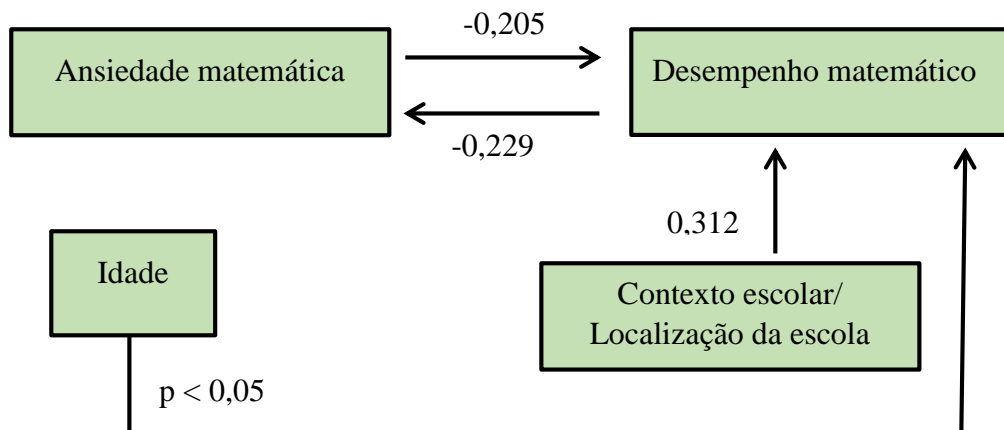 -0,205
Ansiedade matemática
Desempenho matemático
-0,229
0,312
Idade
Contexto escolar/
Localização da escola
p < 0,05